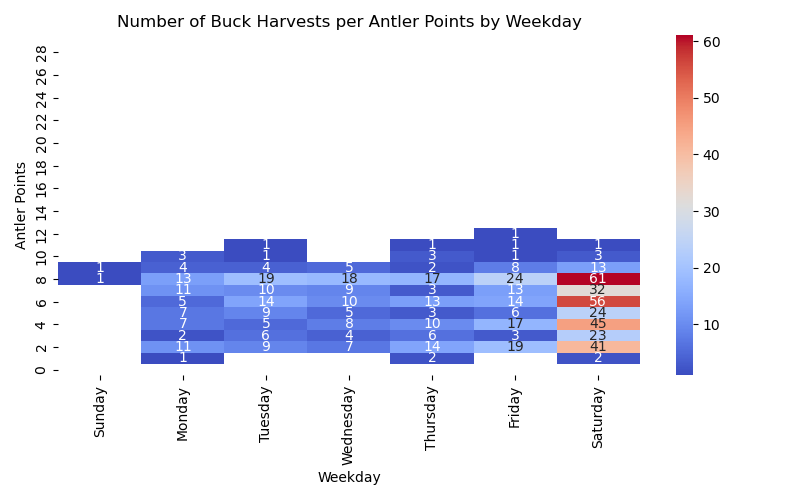 Number of Buck Harvests per Antler Points by Weekday
Antler Points
28
26
24
22
20
18
16
14
12
10
8
6
4
2
0
1
1 1 1
3 1 3 1 3
1 4 4 5 2 8 13
1 13 19 18 17 24 61
11 10 9 3 13 32
5 14 10 13 14 56
7 9 5 3 6 24
7 5 8 10 17 45
2 6 4 6 3 23
11 9 7 14 19 41
1 2 2
Sunday
Monday
Tuesday
Wednesday
Thursday
Friday
Saturday
Weekday
60
50
40
30
20
10